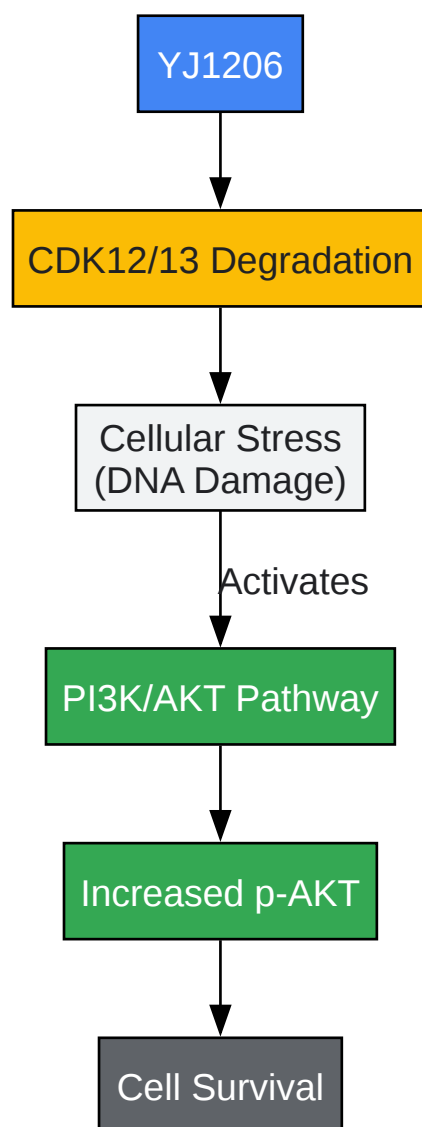 YJ1206
CDK12/13 Degradation
Cellular Stress
(DNA Damage)
Activates
PI3K/AKT Pathway
Increased p-AKT
Cell Survival